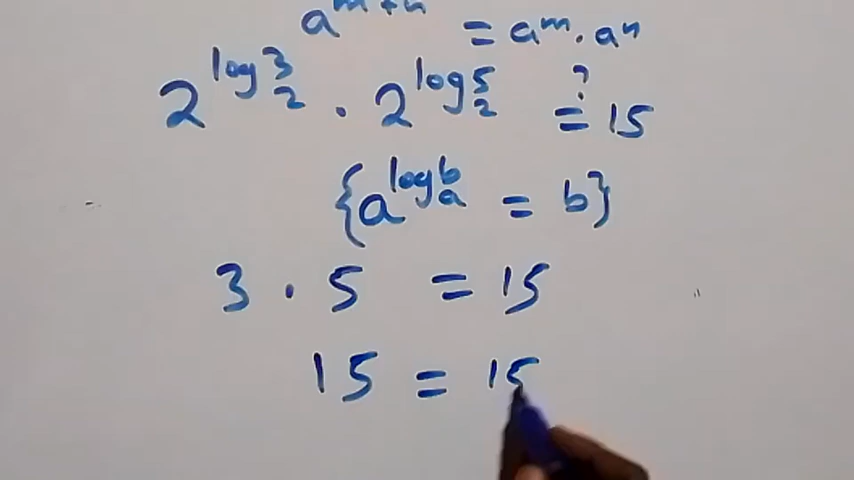 a^{m+n} = a^m · a^n
2^{log_2 3} · 2^{log_2 5} ≟ 15
{a^{log_a b} = b}
3 · 5 = 15
15 = 15